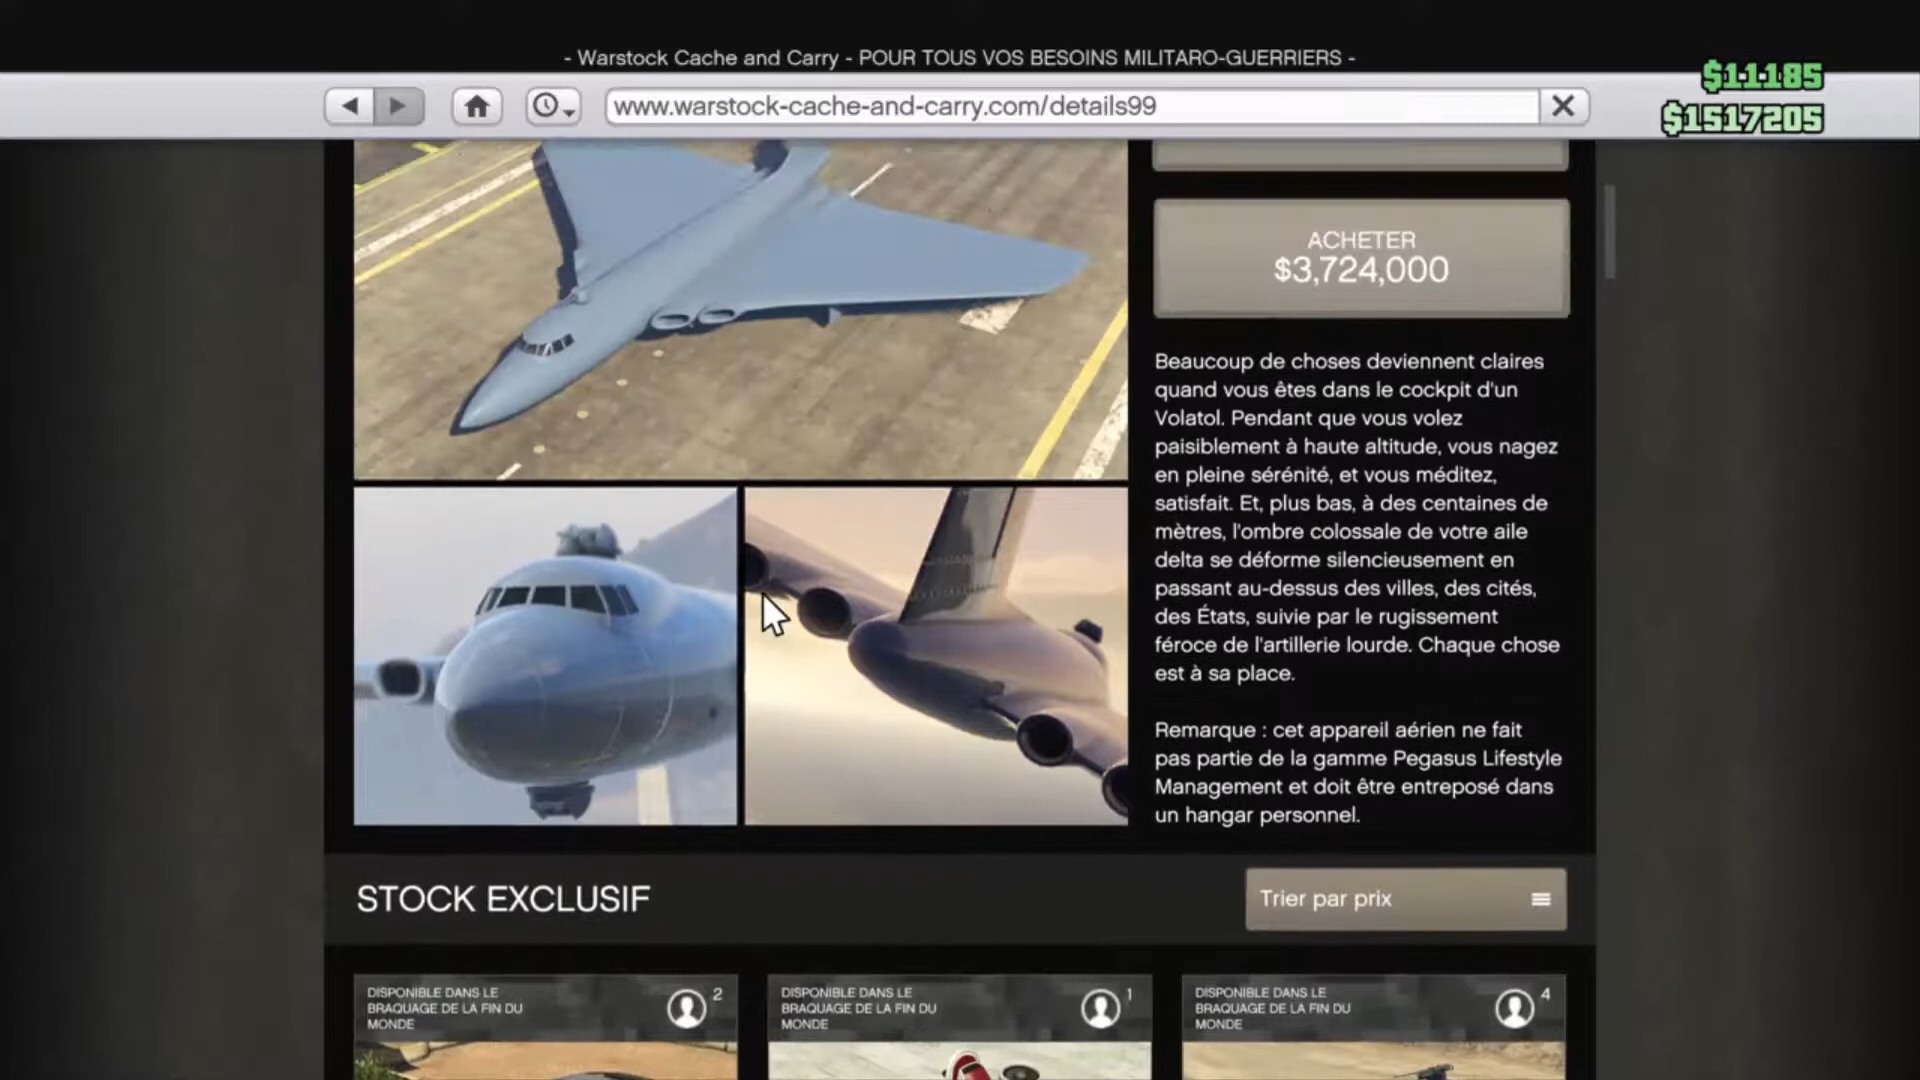 - Warstock Cache and Carry - POUR TOUS VOS BESOINS MILITARO-GUERRIERS -
$11185
www.warstock-cache-and-carry.com/details99
$1517205
ACHETER
$3,724,000
Beaucoup de choses deviennent claires
quand vous êtes dans le cockpit d'un
Volatol. Pendant que vous volez
paisiblement à haute altitude, vous nagez
en pleine sérénité, et vous méditez,
satisfait. Et, plus bas, à des centaines de
mètres, l'ombre colossale de votre aile
delta se déforme silencieusement en
passant au-dessus des villes, des cités,
des États, suivie par le rugissement
féroce de l'artillerie lourde. Chaque chose
est à sa place.
Remarque : cet appareil aérien ne fait
pas partie de la gamme Pegasus Lifestyle
Management et doit être entreposé dans
un hangar personnel.
STOCK EXCLUSIF
Trier par prix
DISPONIBLE DANS LE
BRAQUAGE DE LA FIN DU
MONDE
2
DISPONIBLE DANS LE
BRAQUAGE DE LA FIN DU
MONDE
1
DISPONIBLE DANS LE
BRAQUAGE DE LA FIN DU
MONDE
4